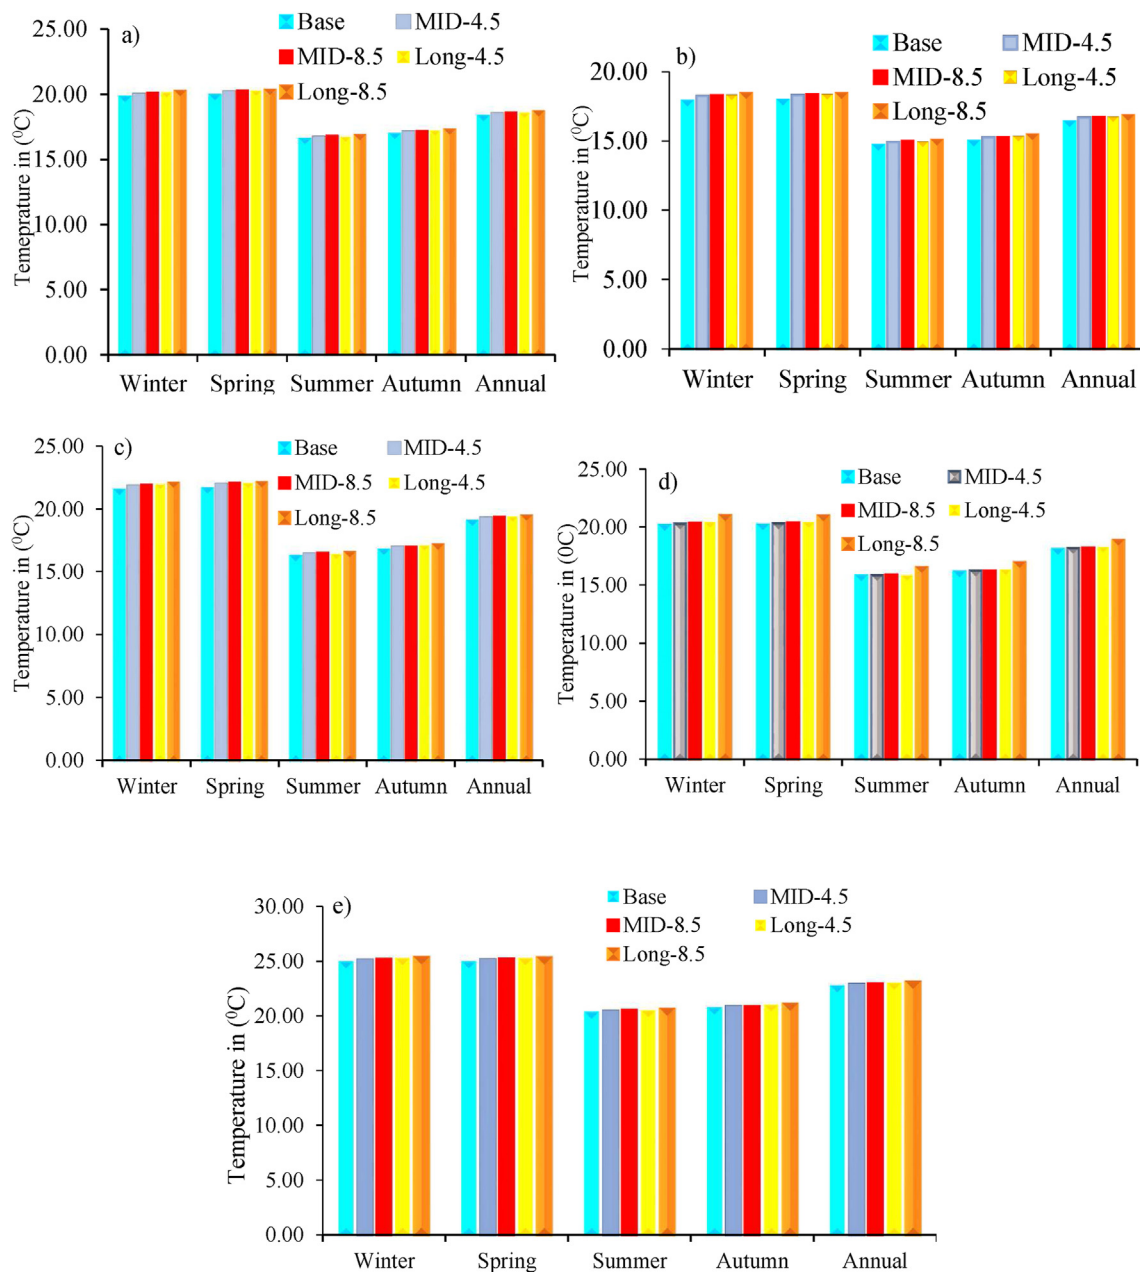 a)
Base
MID-4.5
MID-8.5
Long-4.5
Long-8.5
Temeprature in (⁰C)
25.00
20.00
15.00
10.00
5.00
0.00
Winter Spring Summer Autumn Annual
b)
Base
MID-4.5
MID-8.5
Long-4.5
Long-8.5
Temperature in (⁰C)
20.00
15.00
10.00
5.00
0.00
Winter Spring Summer Autumn Annual
c)
Base
MID-4.5
MID-8.5
Long-4.5
Long-8.5
Temperature in (⁰C)
25.00
20.00
15.00
10.00
5.00
0.00
Winter Spring Summer Autumn Annual
d)
Base
MID-4.5
MID-8.5
Long-4.5
Long-8.5
Temperature in (0C)
25.00
20.00
15.00
10.00
5.00
0.00
Winter Spring Summer Autumn Annual
e)
Base
MID-4.5
MID-8.5
Long-4.5
Long-8.5
Temperature in (⁰C)
30.00
25.00
20.00
15.00
10.00
5.00
0.00
Winter Spring Summer Autumn Annual